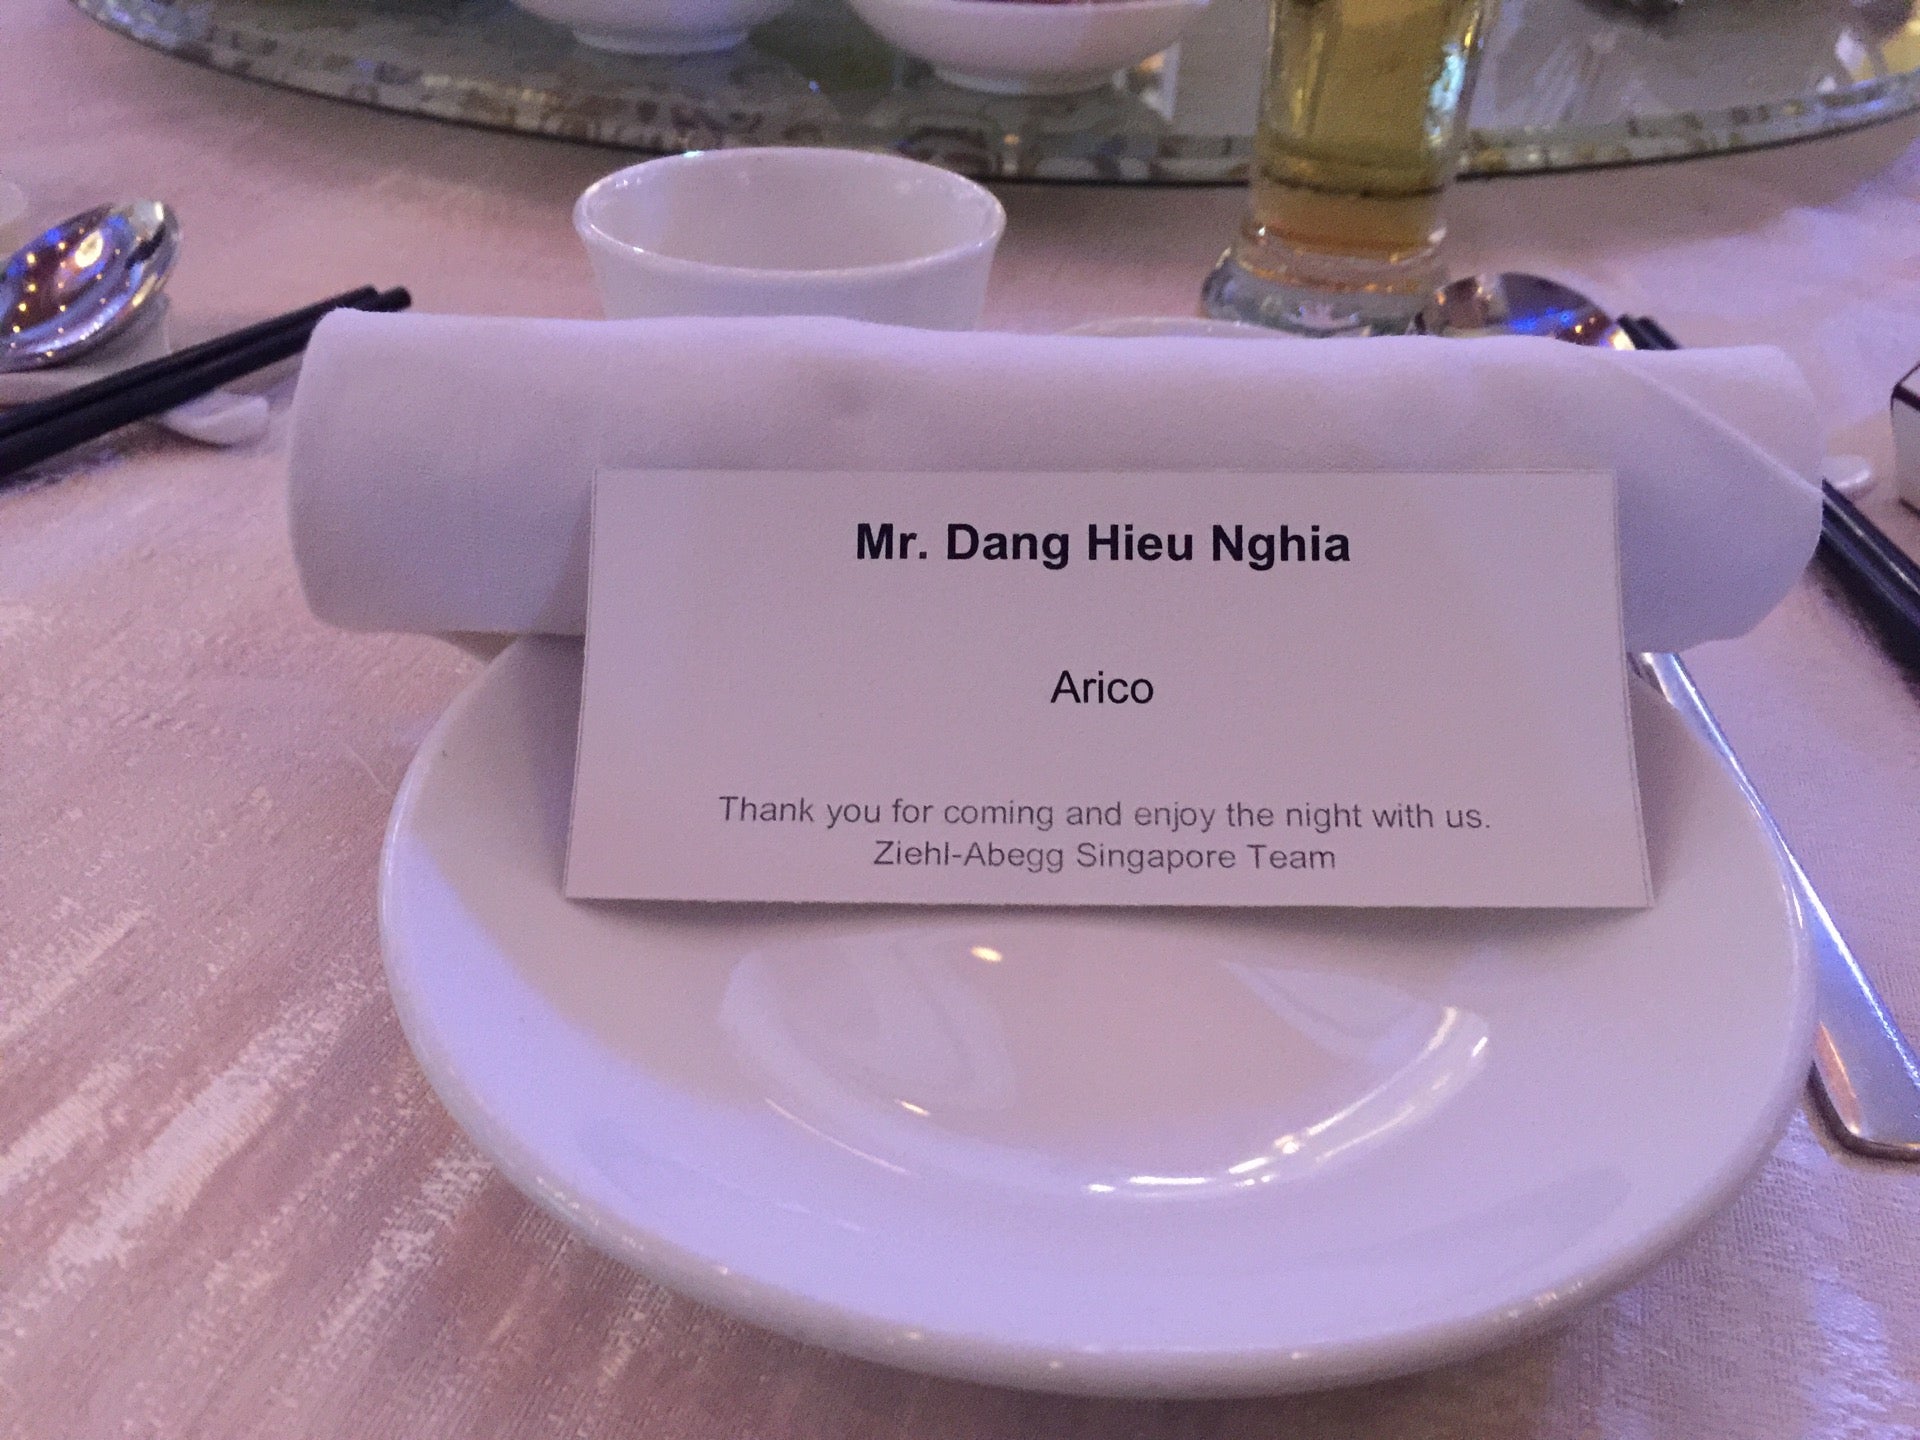 Mr. Dang Hieu Nghia
Arico
Thank you for coming and enjoy the night with us.
Ziehl-Abegg Singapore Team